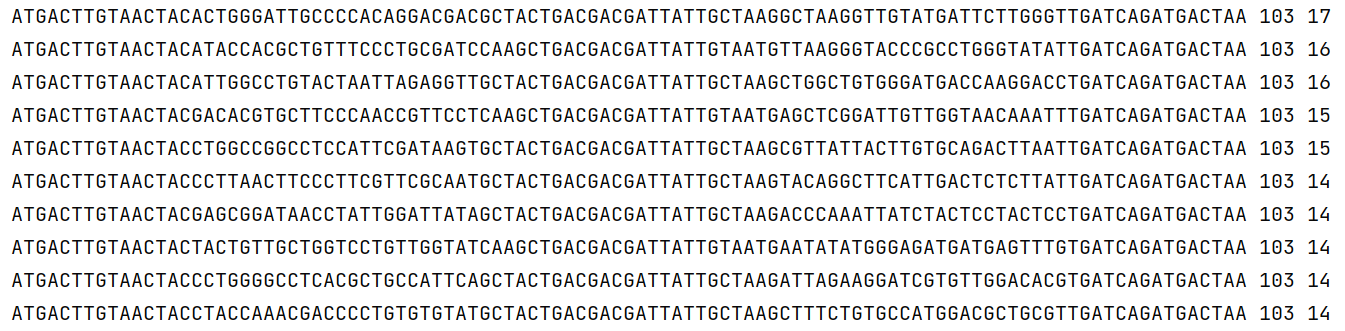 ATGACTTGTAACTACACTGGGATTGCCCCACAGGACGACGCTACTGACGACGATTATTGCTAAGGCTAAGGTTGTATGATTCTTGGGTTGATCAGATGACTAA 103 17
ATGACTTGTAACTACATACCACGCTGTTTCCCTGCGATCCAAGCTGACGACGATTATTGTAATGTTAAGGGTACCCGCCTGGGTATATTGATCAGATGACTAA 103 16
ATGACTTGTAACTACATTGGCCTGTACTAATTAGAGGTTGCTACTGACGACGATTATTGCTAAGCTGGCTGTGGGATGACCAAGGACCTGATCAGATGACTAA 103 16
ATGACTTGTAACTACGACACGTGCTTCCCAACCGTTCCTCAAGCTGACGACGATTATTGTAATGAGCTCGGATTGTTGGTAACAAATTTGATCAGATGACTAA 103 15
ATGACTTGTAACTACCTGGCCGGCCTCCATTCGATAAGTGCTACTGACGACGATTATTGCTAAGCGTTATTACTTGTGCAGACTTAATTGATCAGATGACTAA 103 15
ATGACTTGTAACTACCCTTAACTTCCCTTCGTTCGCAATGCTACTGACGACGATTATTGCTAAGTACAGGCTTCATTGACTCTCTTATTGATCAGATGACTAA 103 14
ATGACTTGTAACTACGAGCGGATAACCTATTGGATTATAGCTACTGACGACGATTATTGCTAAGACCCAAATTATCTACTCCTACTCCTGATCAGATGACTAA 103 14
ATGACTTGTAACTACTACTGTTGCTGGTCCTGTTGGTATCAAGCTGACGACGATTATTGTAATGAATATATGGGAGATGATGAGTTTGTGATCAGATGACTAA 103 14
ATGACTTGTAACTACCCTGGGGCCTCACGCTGCCATTCAGCTACTGACGACGATTATTGCTAAGATTAGAAGGATCGTGTTGGACACGTGATCAGATGACTAA 103 14
ATGACTTGTAACTACCTACCAAACGACCCCTGTGTGTATGCTACTGACGACGATTATTGCTAAGCTTTCTGTGCCATGGACGCTGCGTTGATCAGATGACTAA 103 14